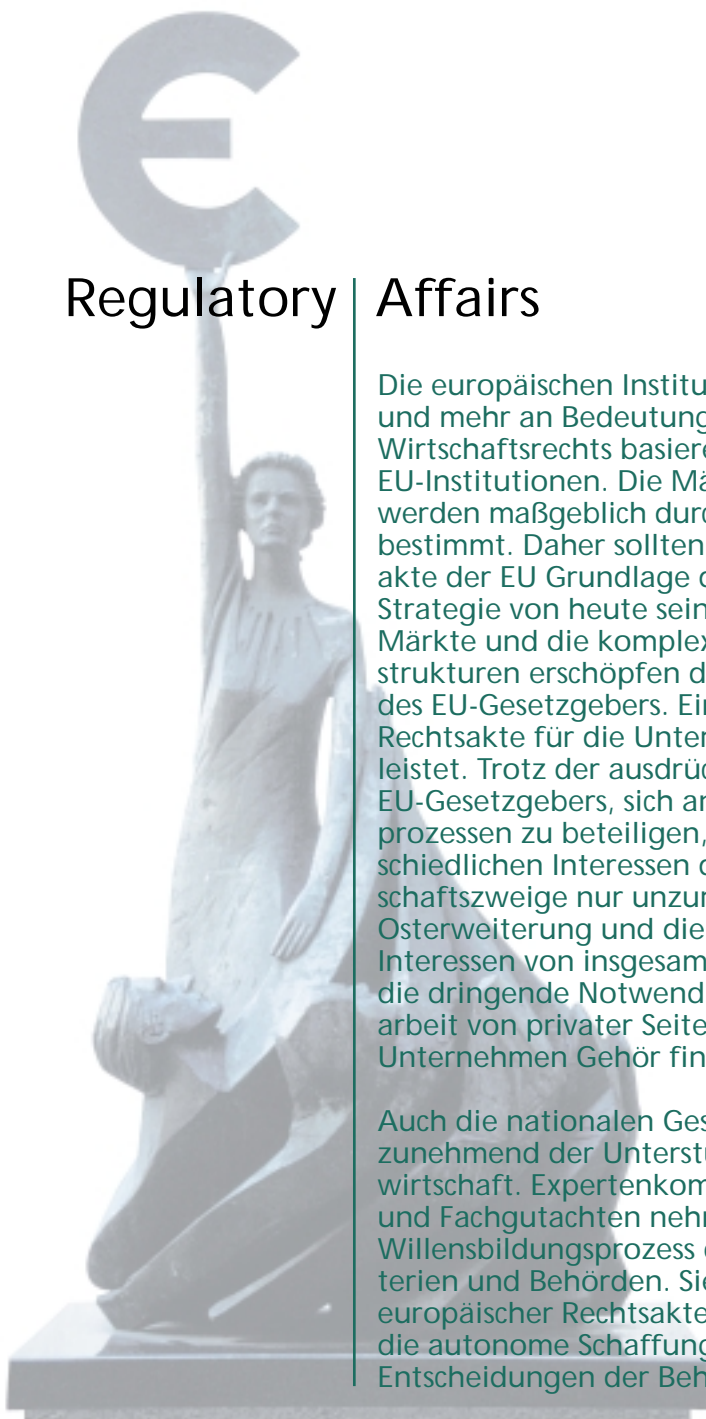 Regulatory Affairs
Die europäischen Institu
und mehr an Bedeutung
Wirtschaftsrechts basiere
EU-Institutionen. Die Mä
werden maßgeblich durc
bestimmt. Daher sollten
akte der EU Grundlage d
Strategie von heute sein
Märkte und die komplex
strukturen erschöpfen d
des EU-Gesetzgebers. Ein
Rechtsakte für die Unter
leistet. Trotz der ausdrüc
EU-Gesetzgebers, sich an
prozessen zu beteiligen,
schiedlichen Interessen d
schaftszweige nur unzur
Osterweiterung und die
Interessen von insgesam
die dringende Notwend
arbeit von privater Seite
Unternehmen Gehör fin
Auch die nationalen Ges
zunehmend der Unterstü
wirtschaft. Expertenkom
und Fachgutachten nehm
Willensbildungsprozess d
terien und Behörden. Sie
europäischer Rechtsakte
die autonome Schaffung
Entscheidungen der Beh